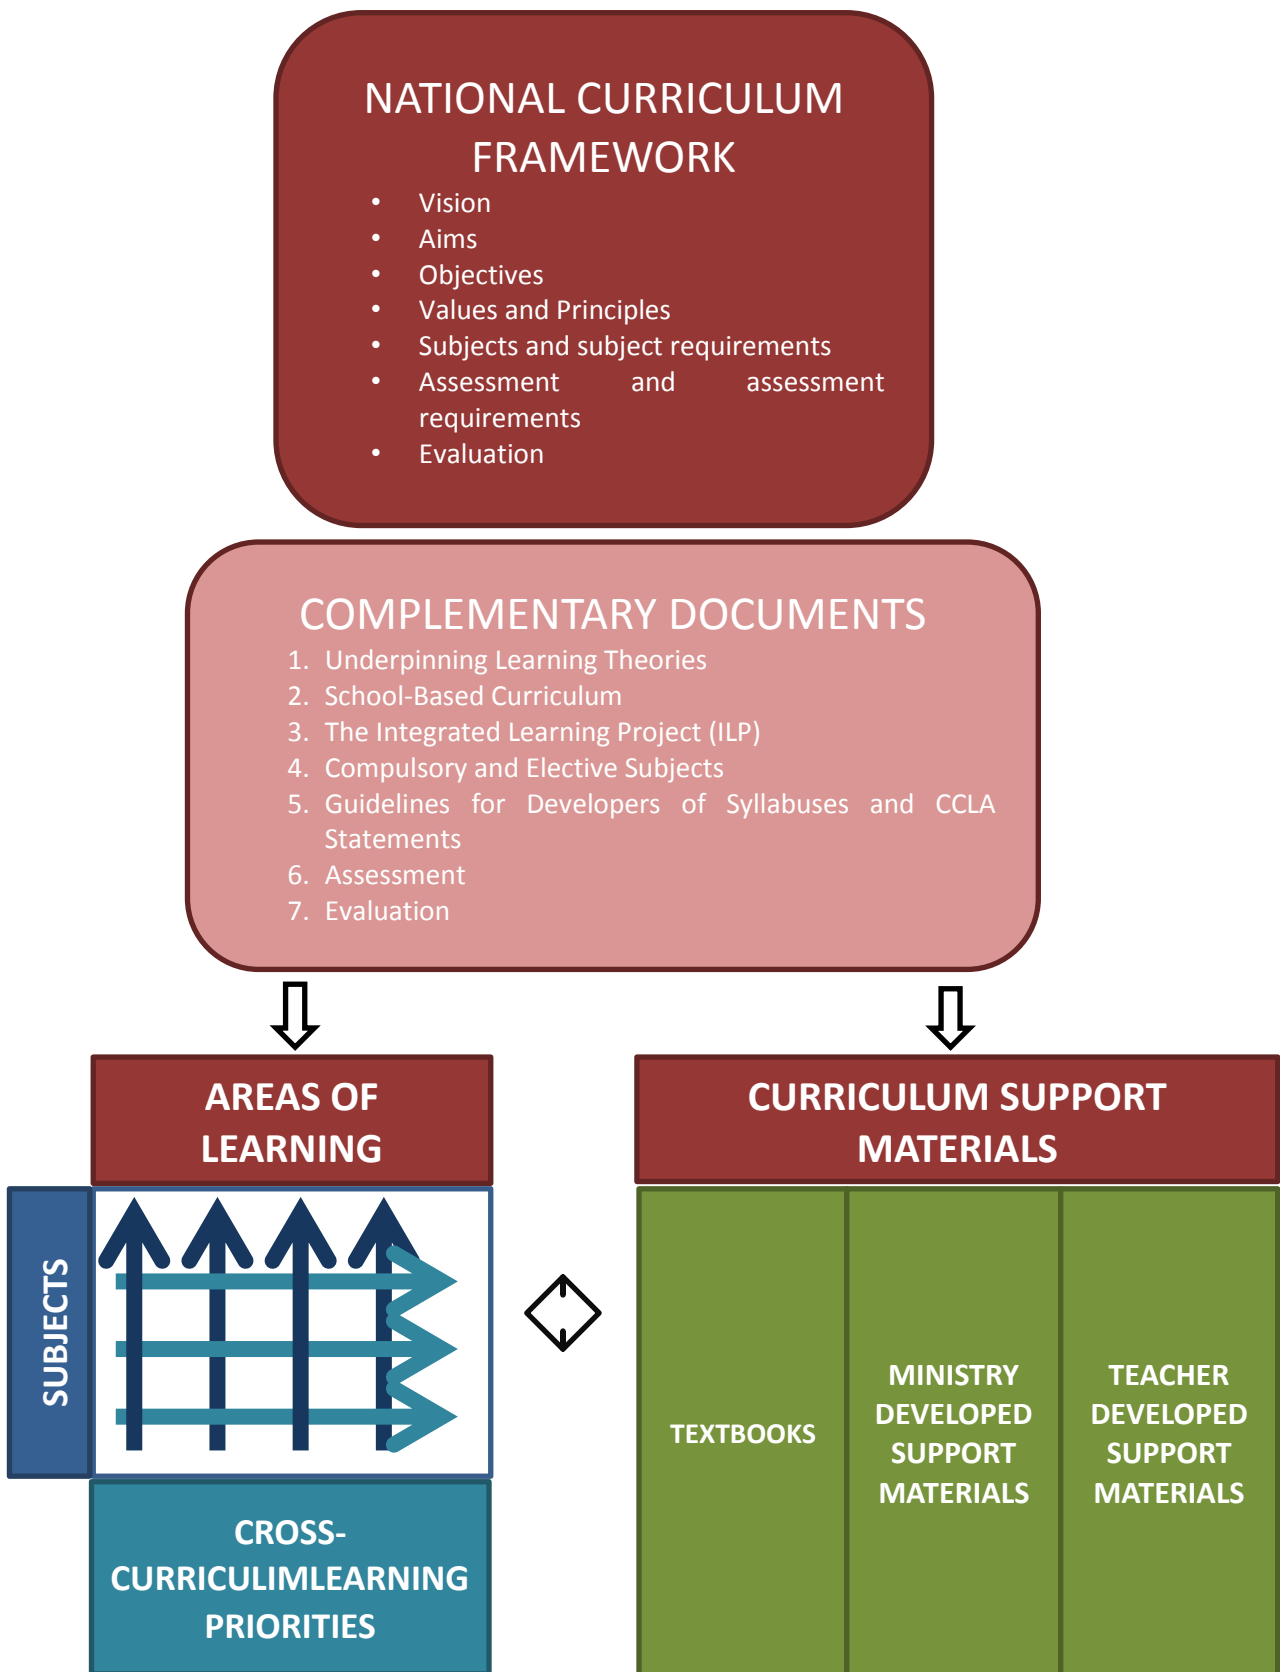 NATIONAL CURRICULUM
FRAMEWORK
• Vision
• Aims
• Objectives
• Values and Principles
• Subjects and subject requirements
• Assessment and assessment
requirements
• Evaluation
COMPLEMENTARY DOCUMENTS
1. Underpinning Learning Theories
2. School-Based Curriculum
3. The Integrated Learning Project (ILP)
4. Compulsory and Elective Subjects
5. Guidelines for Developers of Syllabuses and CCLA
Statements
6. Assessment
7. Evaluation
AREAS OF
LEARNING
SUBJECTS
CROSS-
CURRICULIMLEARNING
PRIORITIES
CURRICULUM SUPPORT
MATERIALS
TEXTBOOKS
MINISTRY
DEVELOPED
SUPPORT
MATERIALS
TEACHER
DEVELOPED
SUPPORT
MATERIALS